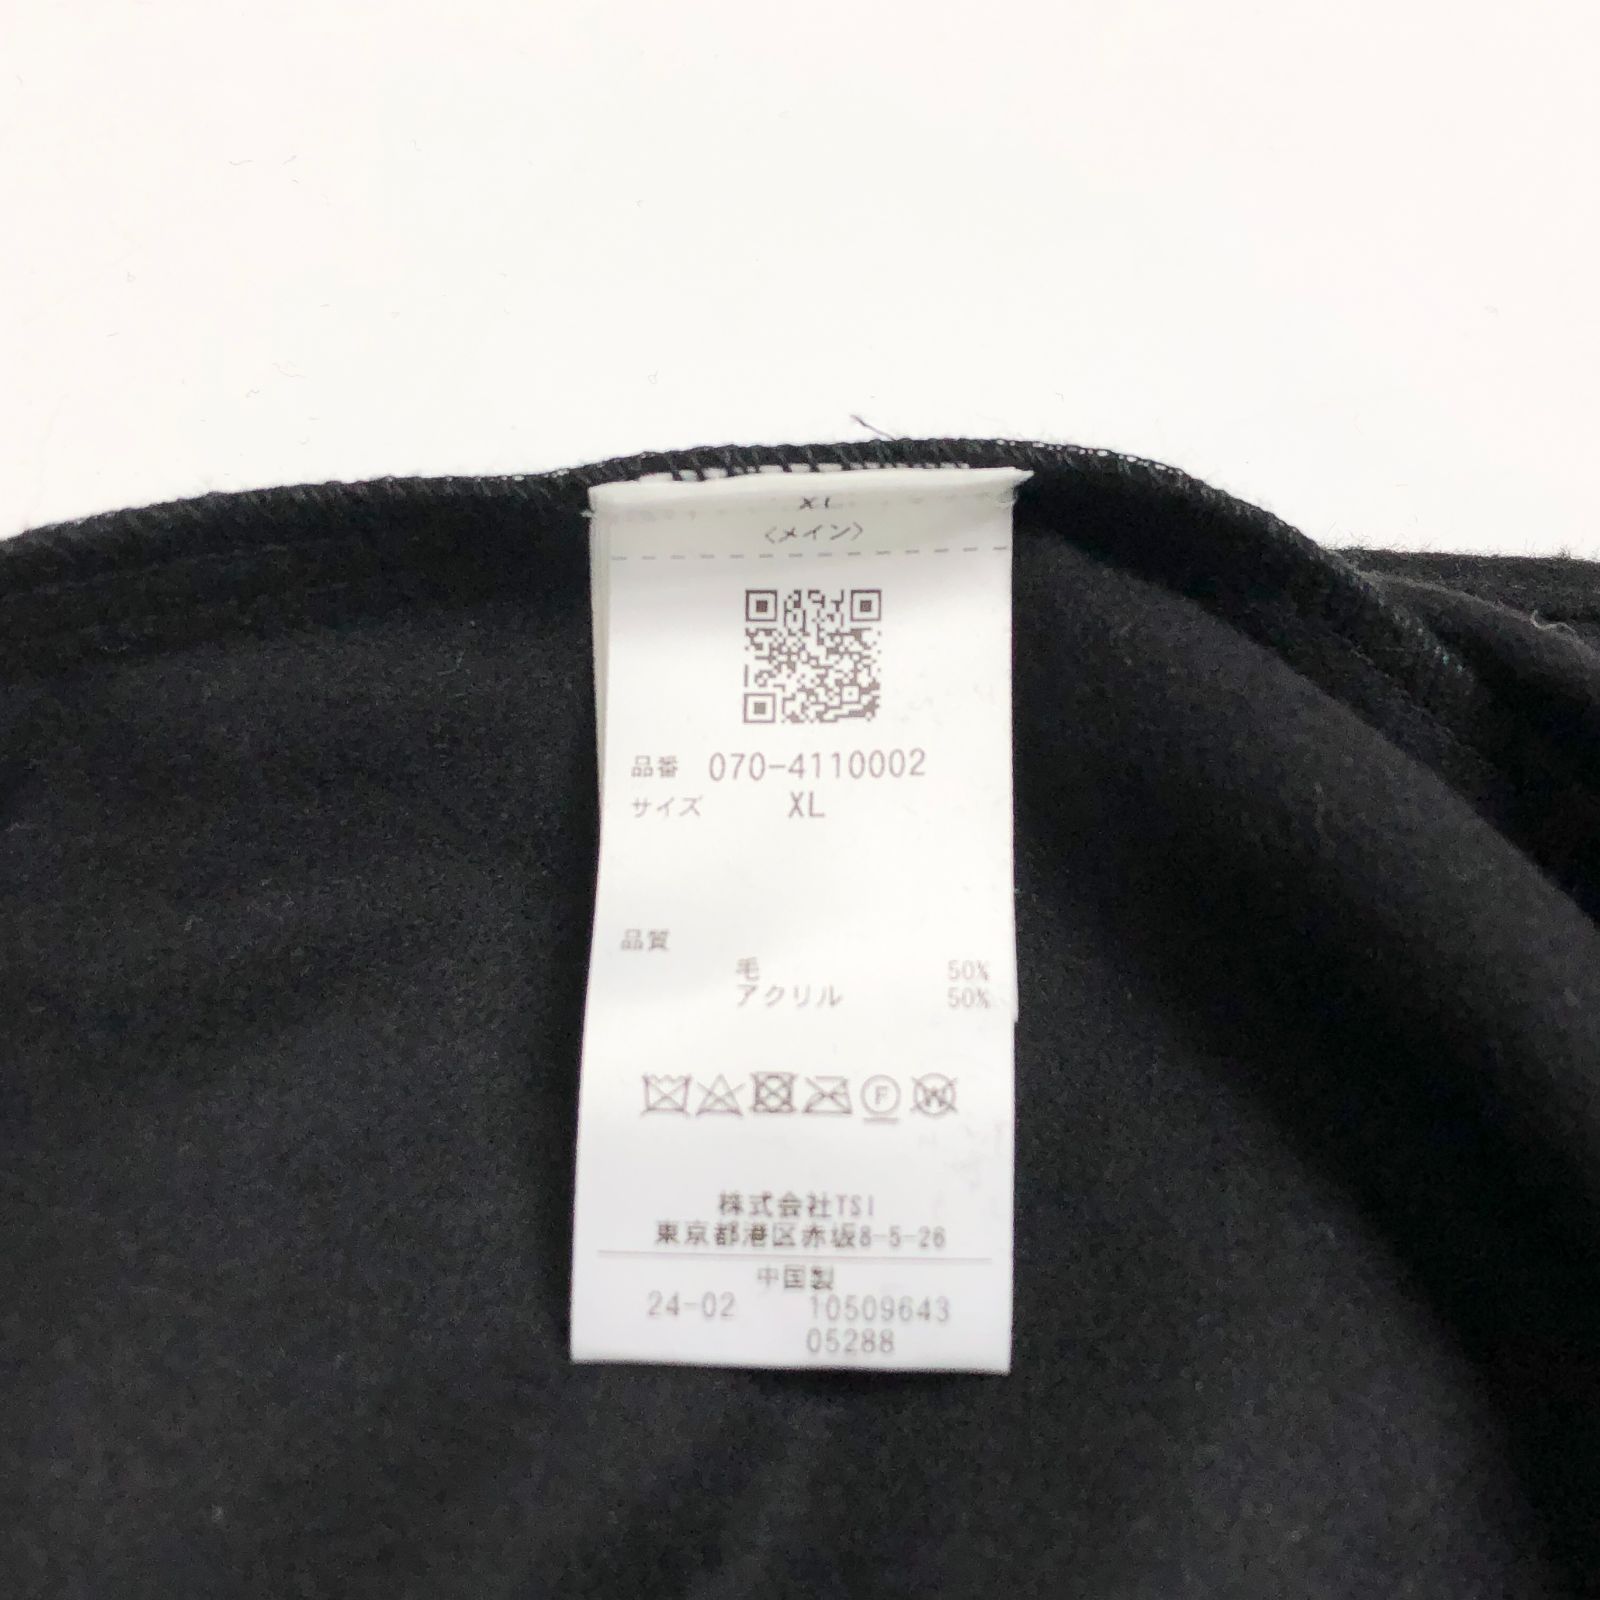 XL
〈メイン〉
品番 070-4110002
サイズ XL
品質
毛 50%
アクリル 50%
F W
株式会社TSI
東京都港区赤坂8-5-26
中国製
24-02 10509643
05288